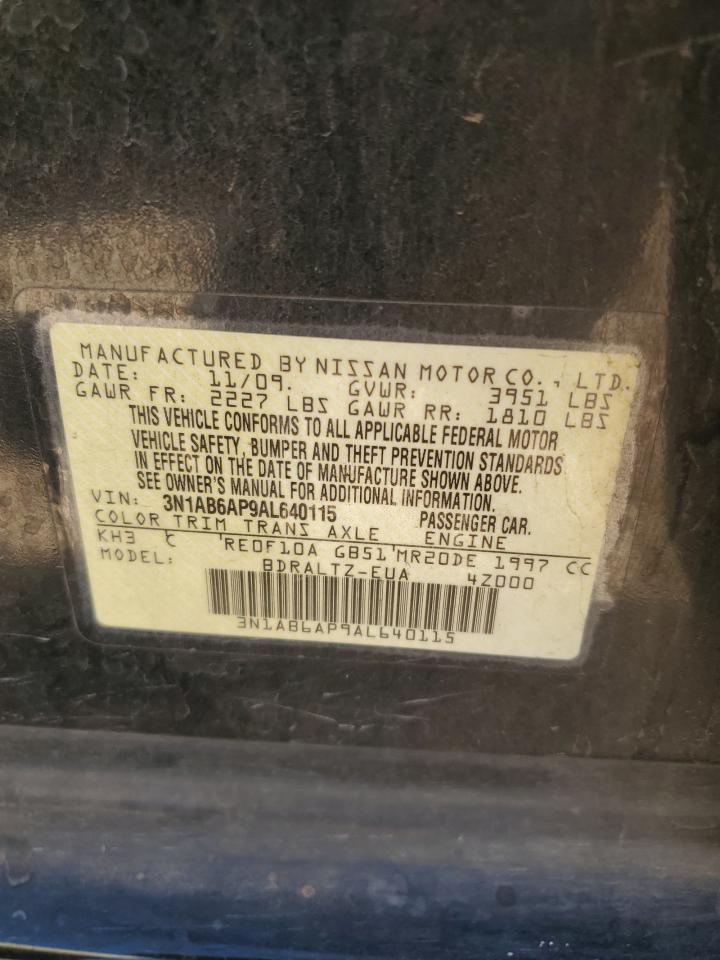 MANUFACTURED BY NISSAN MOTOR CO., LTD.
DATE: 11/09. GVWR: 3951 LBS
GAWR FR: 2227 LBS GAWR RR: 1810 LBS
THIS VEHICLE CONFORMS TO ALL APPLICABLE FEDERAL MOTOR
VEHICLE SAFETY, BUMPER AND THEFT PREVENTION STANDARDS
IN EFFECT ON THE DATE OF MANUFACTURE SHOWN ABOVE.
SEE OWNER'S MANUAL FOR ADDITIONAL INFORMATION.
VIN: 3N1AB6AP9AL640115 PASSENGER CAR.
COLOR TRIM TRANS AXLE ENGINE
KH3 C RE0F10A GB51 MR20DE 1997 CC
MODEL: BDRALTZ-EUA 4Z000
3N1AB6AP9AL640115